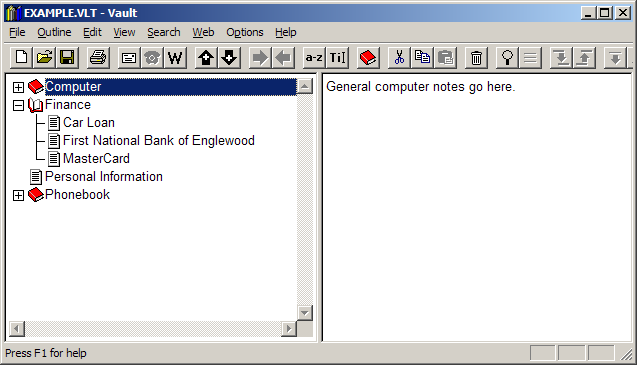 EXAMPLE.VLT - Vault
File Outline Edit View Search Web Options Help
W a-z Ti
Computer
Finance
Car Loan
First National Bank of Englewood
MasterCard
Personal Information
Phonebook
General computer notes go here.
Press F1 for help